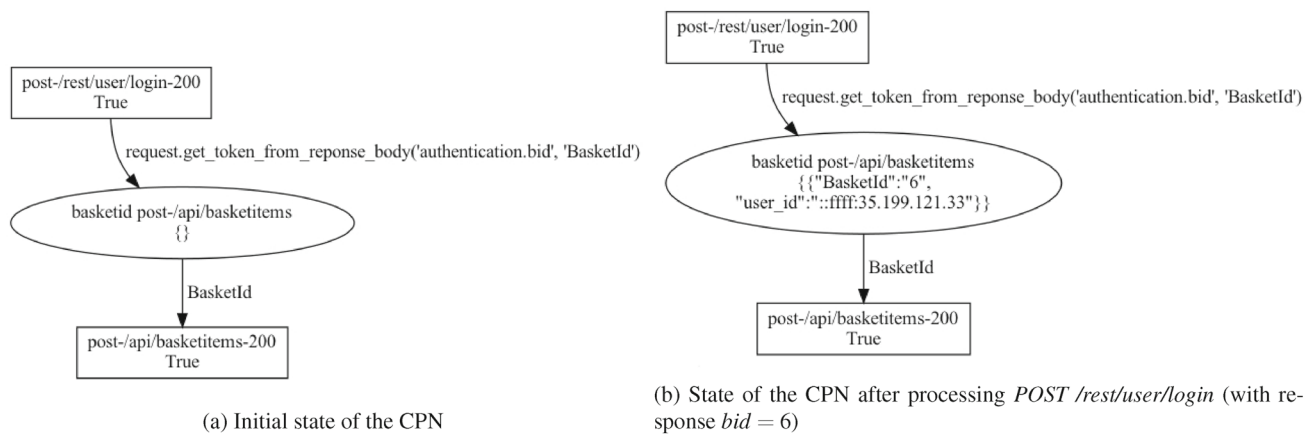 post-/rest/user/login-200
True
request.get_token_from_reponse_body('authentication.bid', 'BasketId')
basketid post-/api/basketitems
{}
BasketId
post-/api/basketitems-200
True
(a) Initial state of the CPN
post-/rest/user/login-200
True
request.get_token_from_reponse_body('authentication.bid', 'BasketId')
basketid post-/api/basketitems
{{"BasketId":"6",
"user_id":"::ffff:35.199.121.33"}}
BasketId
post-/api/basketitems-200
True
(b) State of the CPN after processing POST /rest/user/login (with re-
sponse bid = 6)